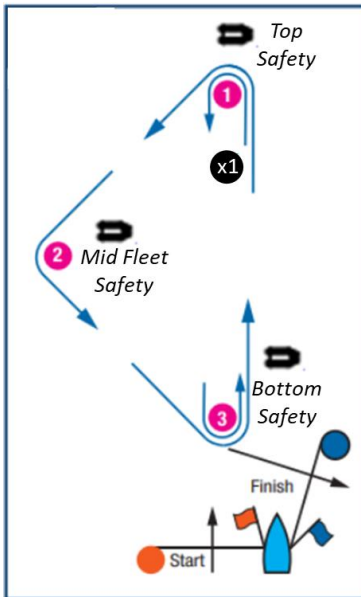 Top
Safety
1
x1
2
Mid Fleet
Safety
Bottom
Safety
3
Finish
Start